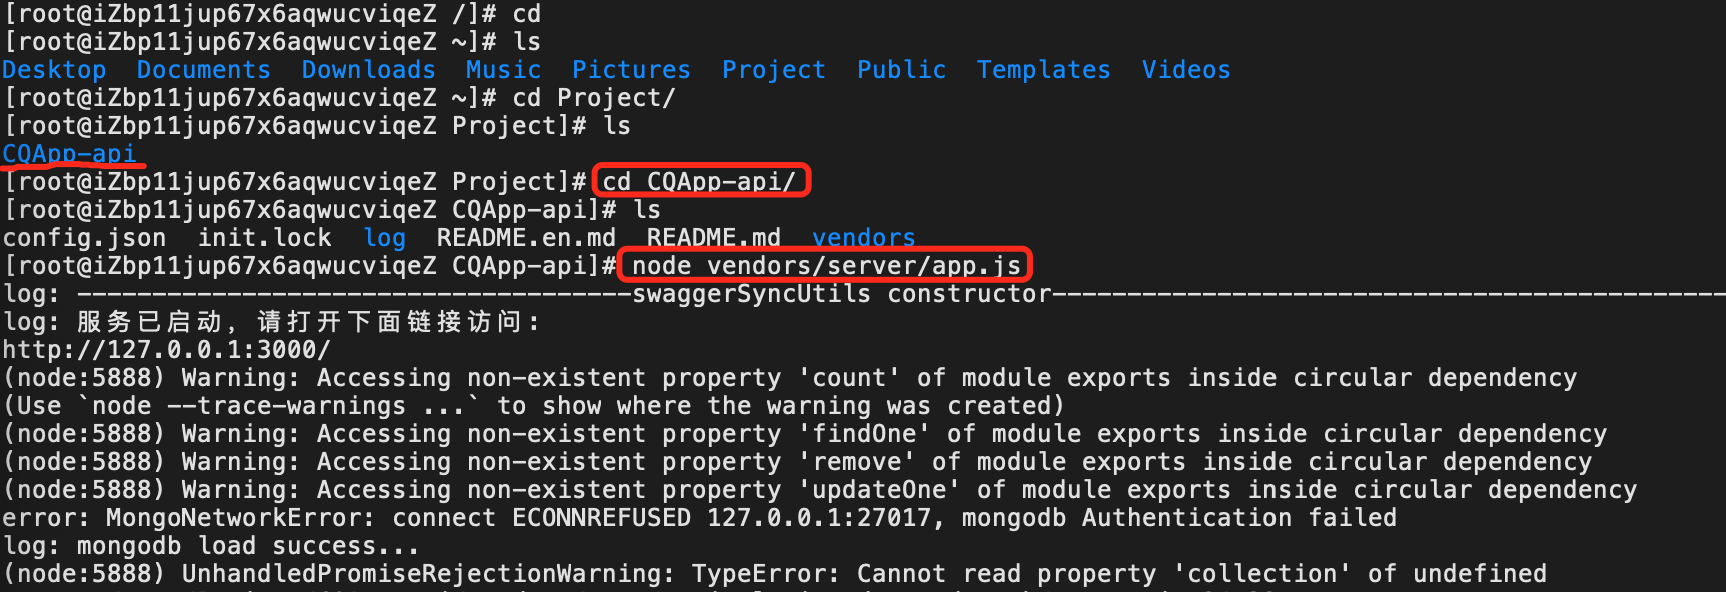 [root@iZbp11jup67x6aqwucviqeZ /]# cd
[root@iZbp11jup67x6aqwucviqeZ ~]# ls
Desktop  Documents  Downloads  Music  Pictures  Project  Public  Templates  Videos
[root@iZbp11jup67x6aqwucviqeZ ~]# cd Project/
[root@iZbp11jup67x6aqwucviqeZ Project]# ls
CQApp-api
[root@iZbp11jup67x6aqwucviqeZ Project]# cd CQApp-api/
[root@iZbp11jup67x6aqwucviqeZ CQApp-api]# ls
config.json  init.lock  log  README.en.md  README.md  vendors
[root@iZbp11jup67x6aqwucviqeZ CQApp-api]# node vendors/server/app.js
log: -------------------------------------swaggerSyncUtils constructor---------------------------------------------
log: 服务已启动，请打开下面链接访问:
http://127.0.0.1:3000/
(node:5888) Warning: Accessing non-existent property 'count' of module exports inside circular dependency
(Use `node --trace-warnings ...` to show where the warning was created)
(node:5888) Warning: Accessing non-existent property 'findOne' of module exports inside circular dependency
(node:5888) Warning: Accessing non-existent property 'remove' of module exports inside circular dependency
(node:5888) Warning: Accessing non-existent property 'updateOne' of module exports inside circular dependency
error: MongoNetworkError: connect ECONNREFUSED 127.0.0.1:27017, mongodb Authentication failed
log: mongodb load success...
(node:5888) UnhandledPromiseRejectionWarning: TypeError: Cannot read property 'collection' of undefined